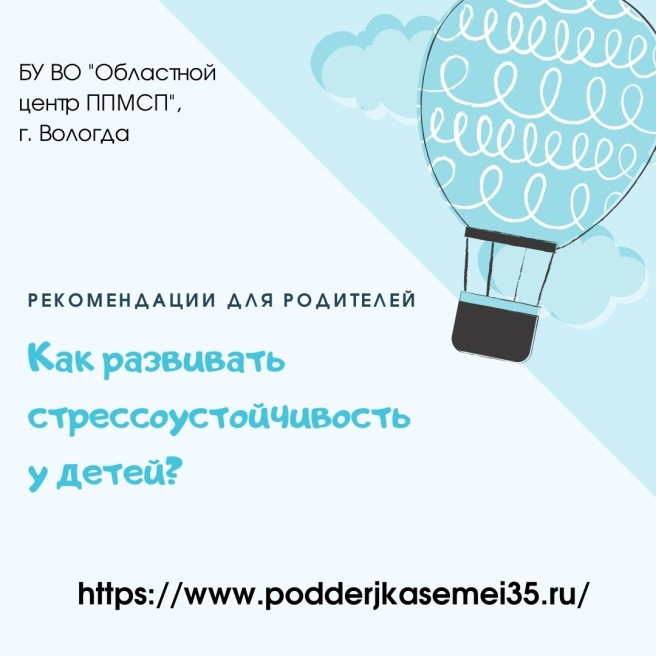 БУ ВО "Областной
центр ППМСП",
г. Вологда
РЕКОМЕНДАЦИИ ДЛЯ РОДИТЕЛЕЙ
Как развивать
стрессоустойчивость
у детей?
https://www.podderjkasemei35.ru/